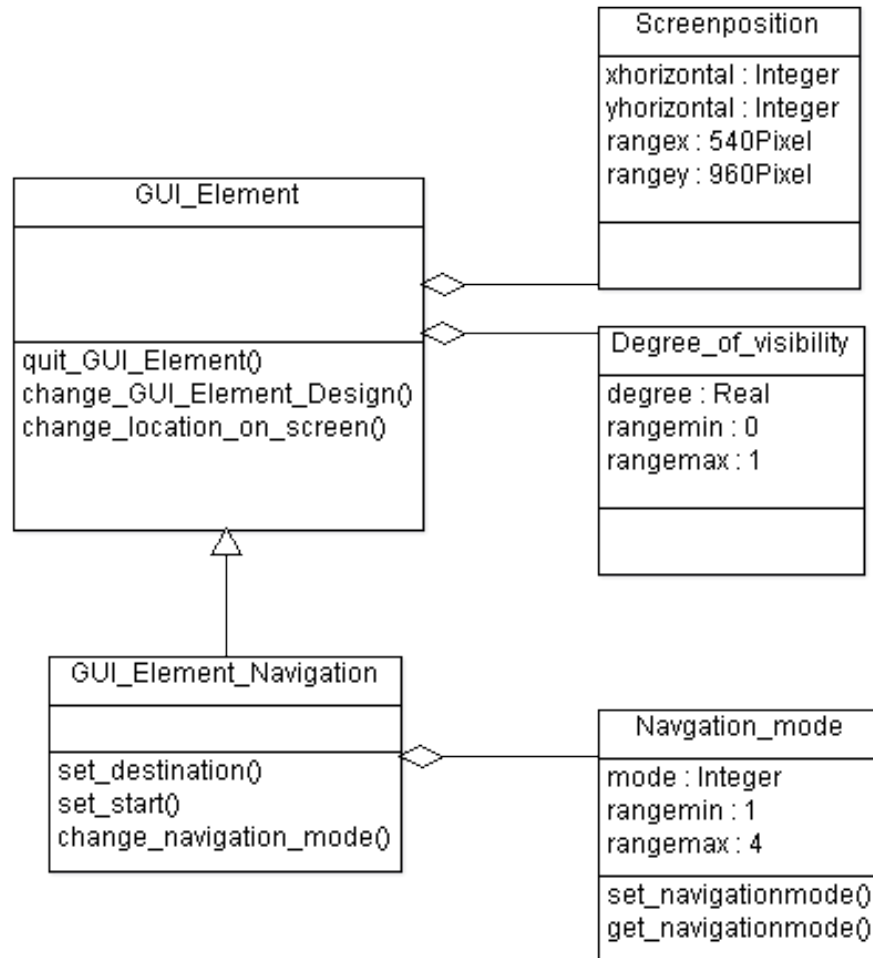 Screenposition
xhorizontal : Integer
yhorizontal : Integer
rangex : 540Pixel
rangey : 960Pixel
GUI_Element
quit_GUI_Element()
change_GUI_Element_Design()
change_location_on_screen()
Degree_of_visibility
degree : Real
rangemin : 0
rangemax : 1
GUI_Element_Navigation
set_destination()
set_start()
change_navigation_mode()
Navgation_mode
mode : Integer
rangemin : 1
rangemax : 4
set_navigationmode()
get_navigationmode()